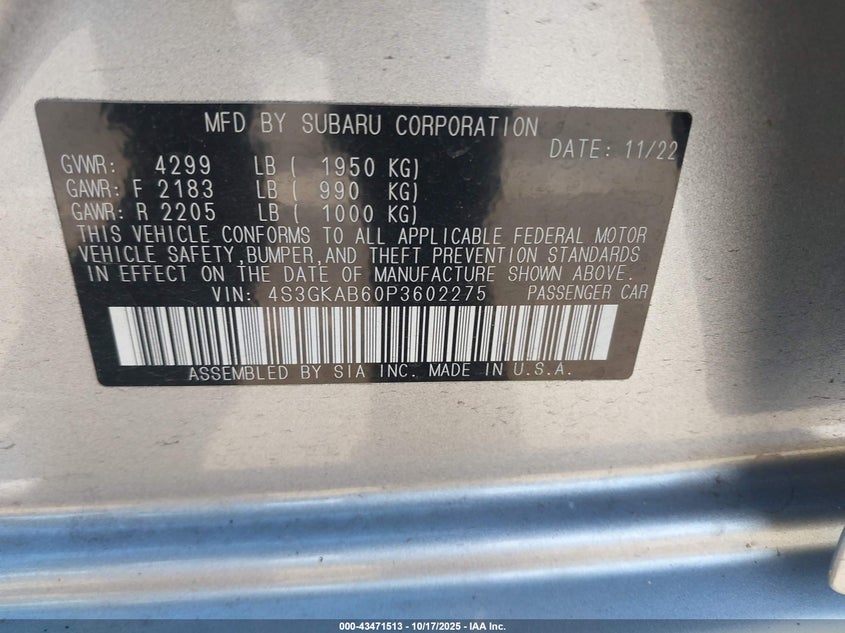 MFD BY SUBARU CORPORATION
DATE: 11/22
GVWR: 4299 LB ( 1950 KG)
GAWR: F 2183 LB ( 990 KG)
GAWR: R 2205 LB ( 1000 KG)
THIS VEHICLE CONFORMS TO ALL APPLICABLE FEDERAL MOTOR
VEHICLE SAFETY,BUMPER,AND THEFT PREVENTION STANDARDS
IN EFFECT ON THE DATE OF MANUFACTURE SHOWN ABOVE.
VIN: 4S3GKAB60P3602275 PASSENGER CAR
ASSEMBLED BY SIA INC. MADE IN U.S.A.
000-43471513 | 10/17/2025 | IAA Inc.